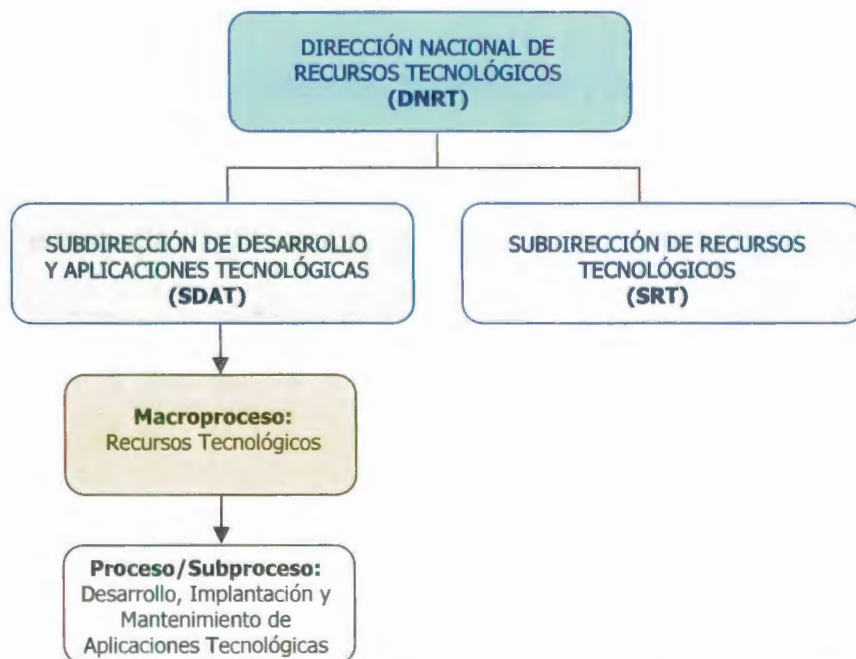 DIRECCIÓN NACIONAL DE
RECURSOS TECNOLÓGICOS
(DNRT)
SUBDIRECCIÓN DE DESARROLLO
Y APLICACIONES TECNOLÓGICAS
(SDAT)
SUBDIRECCIÓN DE RECURSOS
TECNOLÓGICOS
(SRT)
Macroproceso:
Recursos Tecnológicos
Proceso/Subproceso:
Desarrollo, Implantación y
Mantenimiento de
Aplicaciones Tecnológicas